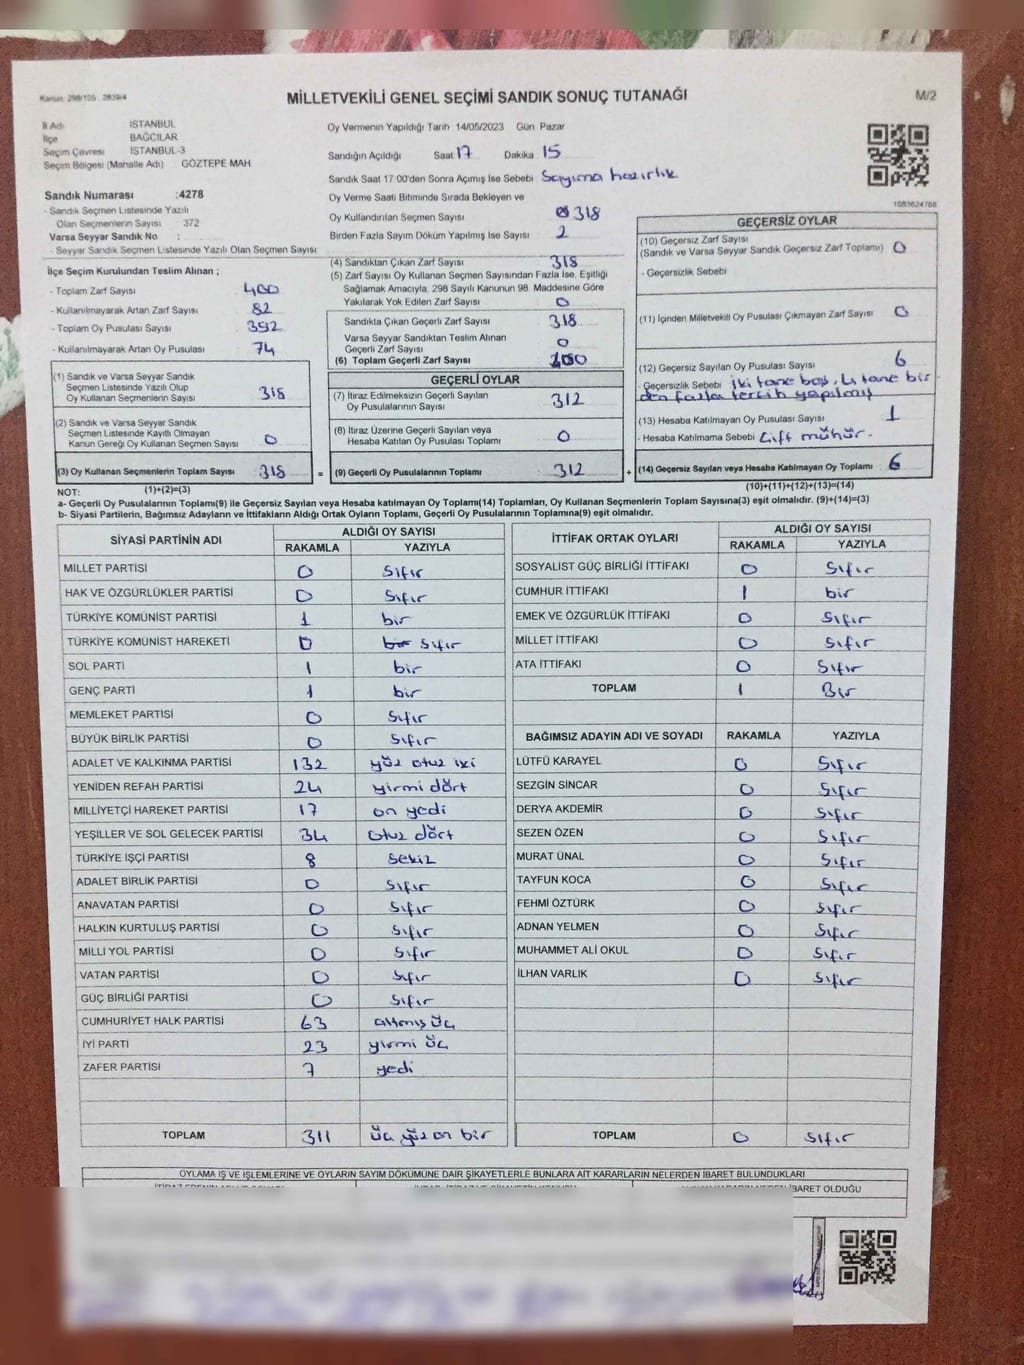 Kanun: 298/105 2839/4
MİLLETVEKİLİ GENEL SEÇİMİ SANDIK SONUÇ TUTANAĞI
M/2
İl Adı İSTANBUL
İlçe BAĞCILAR
Seçim Çevresi İSTANBUL-3
Seçim Bölgesi (Mahalle Adı) GÖZTEPE MAH
Sandık Numarası :4278
- Sandık Seçmen Listesinde Yazılı
Olan Seçmenlerin Sayısı : 372
Varsa Seyyar Sandık No :
- Seyyar Sandık Seçmen Listesinde Yazılı Olan Seçmen Sayısı:
Oy Vermenin Yapıldığı Tarih 14/05/2023 Gün Pazar
Sandığın Açıldığı Saat 17 Dakika 15
Sandık Saat 17:00'den Sonra Açılmış İse Sebebi Sayıma hazırlık
Oy Verme Saati Bitiminde Sırada Bekleyen ve
Oy Kullandırılan Seçmen Sayısı 318
Birden Fazla Sayım Döküm Yapılmış İse Sayısı 2
1083624768
İlçe Seçim Kurulundan Teslim Alınan ;
- Toplam Zarf Sayısı 400
- Kullanılmayarak Artan Zarf Sayısı 82
- Toplam Oy Pusulası Sayısı 392
- Kullanılmayarak Artan Oy Pusulası 74
(4) Sandıktan Çıkan Zarf Sayısı 318
(5) Zarf Sayısı Oy Kullanan Seçmen Sayısından Fazla İse, Eşitliği
Sağlamak Amacıyla, 298 Sayılı Kanunun 98. Maddesine Göre
Yakılarak Yok Edilen Zarf Sayısı 0
Sandıkta Çıkan Geçerli Zarf Sayısı 318
Varsa Seyyar Sandıktan Teslim Alınan
Geçerli Zarf Sayısı 0
(6) Toplam Geçerli Zarf Sayısı
GEÇERSİZ OYLAR
(10) Geçersiz Zarf Sayısı
(Sandık ve Varsa Seyyar Sandık Geçersiz Zarf Toplamı) 0
- Geçersizlik Sebebi
(11) İçinden Milletvekili Oy Pusulası Çıkmayan Zarf Sayısı 0
(12) Geçersiz Sayılan Oy Pusulası Sayısı 6
- Geçersizlik Sebebi iki tane boş, 4 tane bir
den fazla tercih yapılmış
(13) Hesaba Katılmayan Oy Pusulası Sayısı 1
- Hesaba Katılmama Sebebi Çift mühür.
(14) Geçersiz Sayılan veya Hesaba Katılmayan Oy Toplamı 6
(10)+(11)+(12)+(13)=(14)
(1) Sandık ve Varsa Seyyar Sandık
Seçmen Listesinde Yazılı Olup
Oy Kullanan Seçmenlerin Sayısı 318
(2) Sandık ve Varsa Seyyar Sandık
Seçmen Listesinde Kayıtlı Olmayan
Kanun Gereği Oy Kullanan Seçmen Sayısı 0
(3) Oy Kullanan Seçmenlerin Toplam Sayısı 318 =
(1)+(2)=(3)
GEÇERLİ OYLAR
(7) İtiraz Edilmeksizin Geçerli Sayılan
Oy Pusulalarının Sayısı 312
(8) İtiraz Üzerine Geçerli Sayılan veya
Hesaba Katılan Oy Pusulası Toplamı 0
(9) Geçerli Oy Pusulalarının Toplamı 312 +
NOT:
a- Geçerli Oy Pusulalarının Toplamı(9) ile Geçersiz Sayılan veya Hesaba katılmayan Oy Toplamı(14) Toplamları, Oy Kullanan Seçmenlerin Toplam Sayısına(3) eşit olmalıdır. (9)+(14)=(3)
b- Siyasi Partilerin, Bağımsız Adayların ve İttifakların Aldığı Ortak Oyların Toplamı, Geçerli Oy Pusulalarının Toplamına(9) eşit olmalıdır.
SİYASİ PARTİNİN ADI ALDIĞI OY SAYISI
RAKAMLA YAZIYLA
MİLLET PARTİSİ 0 Sıfır
HAK VE ÖZGÜRLÜKLER PARTİSİ 0 Sıfır
TÜRKİYE KOMÜNİST PARTİSİ 1 bir
TÜRKİYE KOMÜNİST HAREKETİ 0 bir sıfır
SOL PARTİ 1 bir
GENÇ PARTİ 1 bir
MEMLEKET PARTİSİ 0 Sıfır
BÜYÜK BİRLİK PARTİSİ 0 Sıfır
ADALET VE KALKINMA PARTİSİ 132 yüz otuz iki
YENİDEN REFAH PARTİSİ 24 yirmi dört
MİLLİYETÇİ HAREKET PARTİSİ 17 on yedi
YEŞİLLER VE SOL GELECEK PARTİSİ 34 otuz dört
TÜRKİYE İŞÇİ PARTİSİ 8 sekiz
ADALET BİRLİK PARTİSİ 0 Sıfır
ANAVATAN PARTİSİ 0 Sıfır
HALKIN KURTULUŞ PARTİSİ 0 Sıfır
MİLLİ YOL PARTİSİ 0 Sıfır
VATAN PARTİSİ 0 Sıfır
GÜÇ BİRLİĞİ PARTİSİ 0 Sıfır
CUMHURİYET HALK PARTİSİ 63 altmış üç
İYİ PARTİ 23 yirmi üç
ZAFER PARTİSİ 7 yedi
TOPLAM 311 üç yüz on bir
İTTİFAK ORTAK OYLARI ALDIĞI OY SAYISI
RAKAMLA YAZIYLA
SOSYALİST GÜÇ BİRLİĞİ İTTİFAKI 0 Sıfır
CUMHUR İTTİFAKI 1 bir
EMEK VE ÖZGÜRLÜK İTTİFAKI 0 Sıfır
MİLLET İTTİFAKI 0 Sıfır
ATA İTTİFAKI 0 Sıfır
TOPLAM 1 Bir
BAĞIMSIZ ADAYIN ADI VE SOYADI RAKAMLA YAZIYLA
LÜTFÜ KARAYEL 0 Sıfır
SEZGİN SİNCAR 0 Sıfır
DERYA AKDEMİR 0 Sıfır
SEZEN ÖZEN 0 Sıfır
MURAT ÜNAL 0 Sıfır
TAYFUN KOCA 0 Sıfır
FEHMİ ÖZTÜRK 0 Sıfır
ADNAN YELMEN 0 Sıfır
MUHAMMET ALİ OKUL 0 Sıfır
İLHAN VARLIK 0 Sıfır
TOPLAM 0 Sıfır
OYLAMA İŞ VE İŞLEMLERİNE VE OYLARIN SAYIM DÖKÜMÜNE DAİR ŞİKAYETLERLE BUNLARA AİT KARARLARIN NELERDEN İBARET BULUNDUKLARI
İBARET OLDUĞU